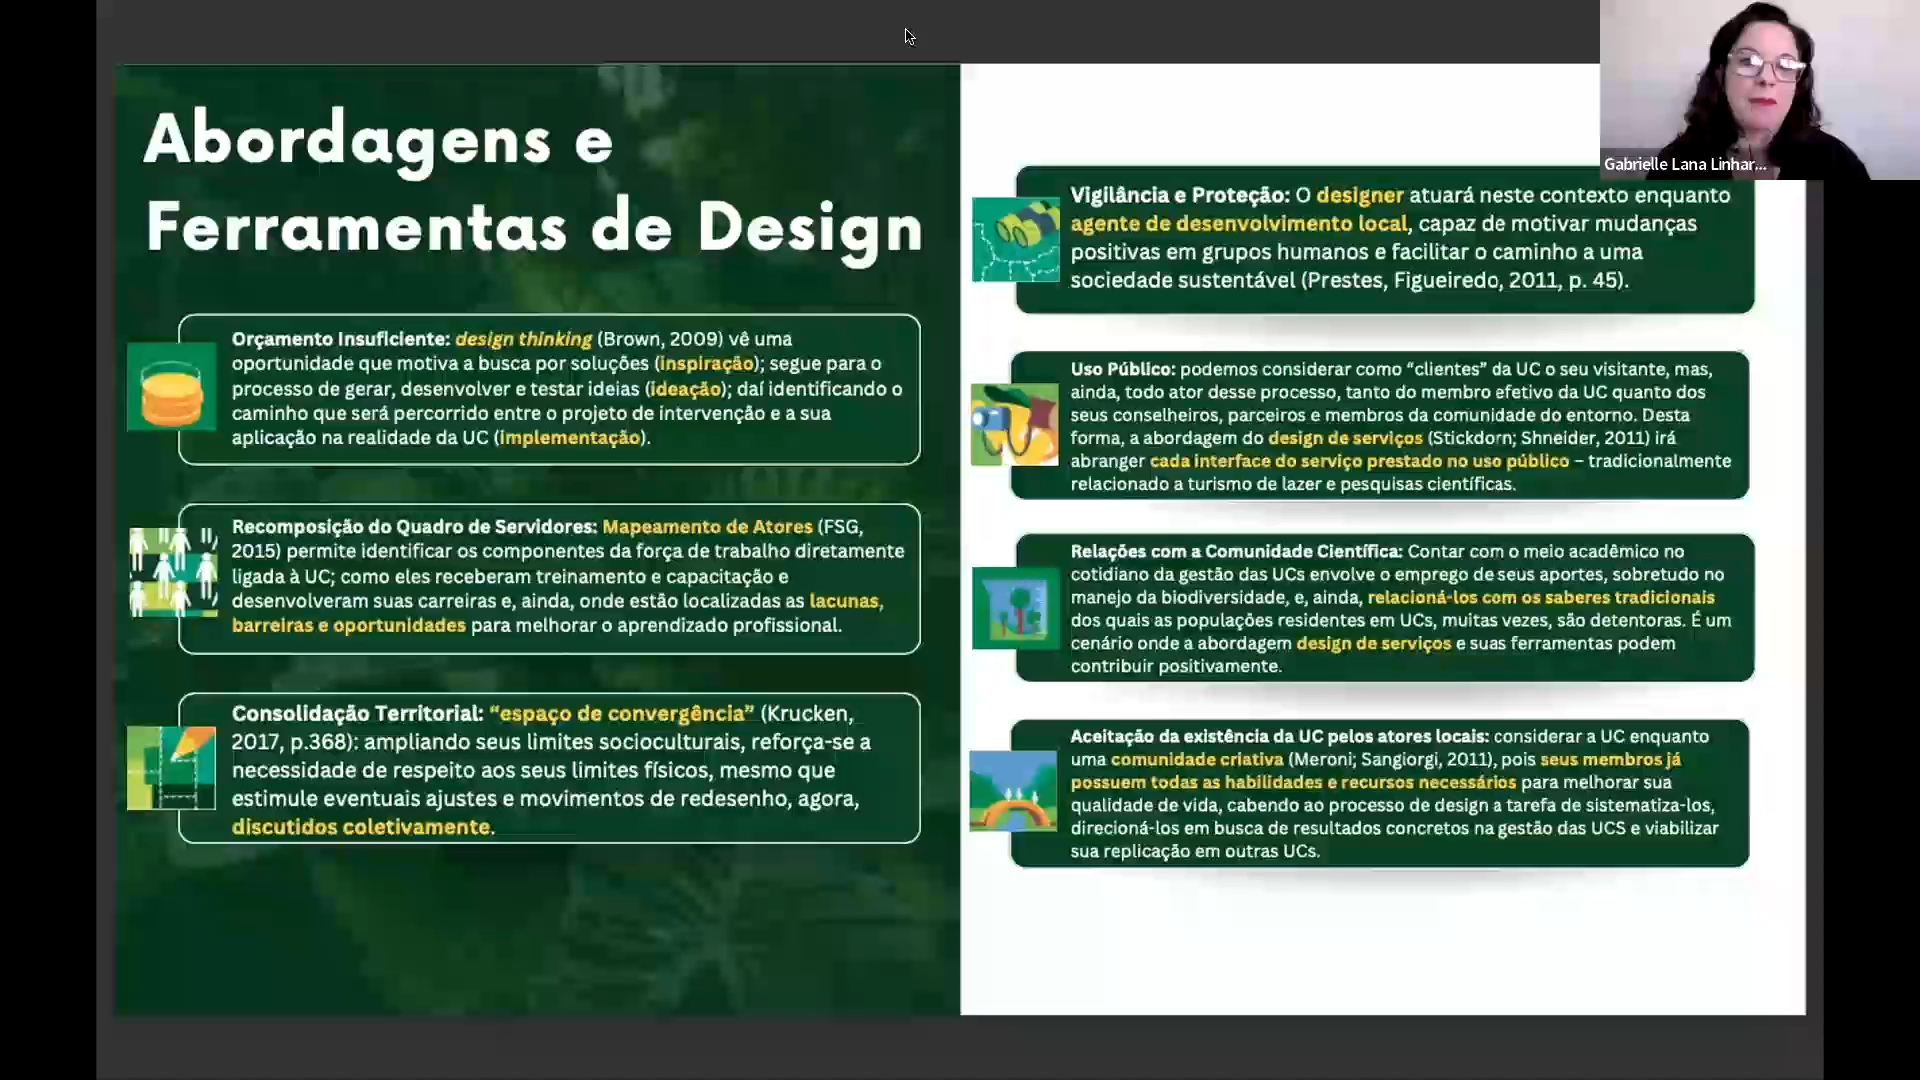 Abordagens e
Ferramentas de Design
Orçamento Insuficiente: design thinking (Brown, 2009) vê uma
oportunidade que motiva a busca por soluções (inspiração); segue para o
processo de gerar, desenvolver e testar ideias (ideação); daí identificando o
caminho que será percorrido entre o projeto de intervenção e a sua
aplicação na realidade da UC (implementação).
Recomposição do Quadro de Servidores: Mapeamento de Atores (FSG,
2015) permite identificar os componentes da força de trabalho diretamente
ligada à UC; como eles receberam treinamento e capacitação e
desenvolveram suas carreiras e, ainda, onde estão localizadas as lacunas,
barreiras e oportunidades para melhorar o aprendizado profissional.
Consolidação Territorial: “espaço de convergência” (Krucken,
2017, p.368): ampliando seus limites socioculturais, reforça-se a
necessidade de respeito aos seus limites físicos, mesmo que
estimule eventuais ajustes e movimentos de redesenho, agora,
discutidos coletivamente.
Gabrielle Lana Linhar...
Vigilância e Proteção: O designer atuará neste contexto enquanto
agente de desenvolvimento local, capaz de motivar mudanças
positivas em grupos humanos e facilitar o caminho a uma
sociedade sustentável (Prestes, Figueiredo, 2011, p. 45).
Uso Público: podemos considerar como “clientes” da UC o seu visitante, mas,
ainda, todo ator desse processo, tanto do membro efetivo da UC quanto dos
seus conselheiros, parceiros e membros da comunidade do entorno. Desta
forma, a abordagem do design de serviços (Stickdorn; Shneider, 2011) irá
abranger cada interface do serviço prestado no uso público – tradicionalmente
relacionado a turismo de lazer e pesquisas científicas.
Relações com a Comunidade Científica: Contar com o meio acadêmico no
cotidiano da gestão das UCs envolve o emprego de seus aportes, sobretudo no
manejo da biodiversidade, e, ainda, relacioná-los com os saberes tradicionais
dos quais as populações residentes em UCs, muitas vezes, são detentoras. É um
cenário onde a abordagem design de serviços e suas ferramentas podem
contribuir positivamente.
Aceitação da existência da UC pelos atores locais: considerar a UC enquanto
uma comunidade criativa (Meroni; Sangiorgi, 2011), pois seus membros já
possuem todas as habilidades e recursos necessários para melhorar sua
qualidade de vida, cabendo ao processo de design a tarefa de sistematiza-los,
direcioná-los em busca de resultados concretos na gestão das UCS e viabilizar
sua replicação em outras UCs.